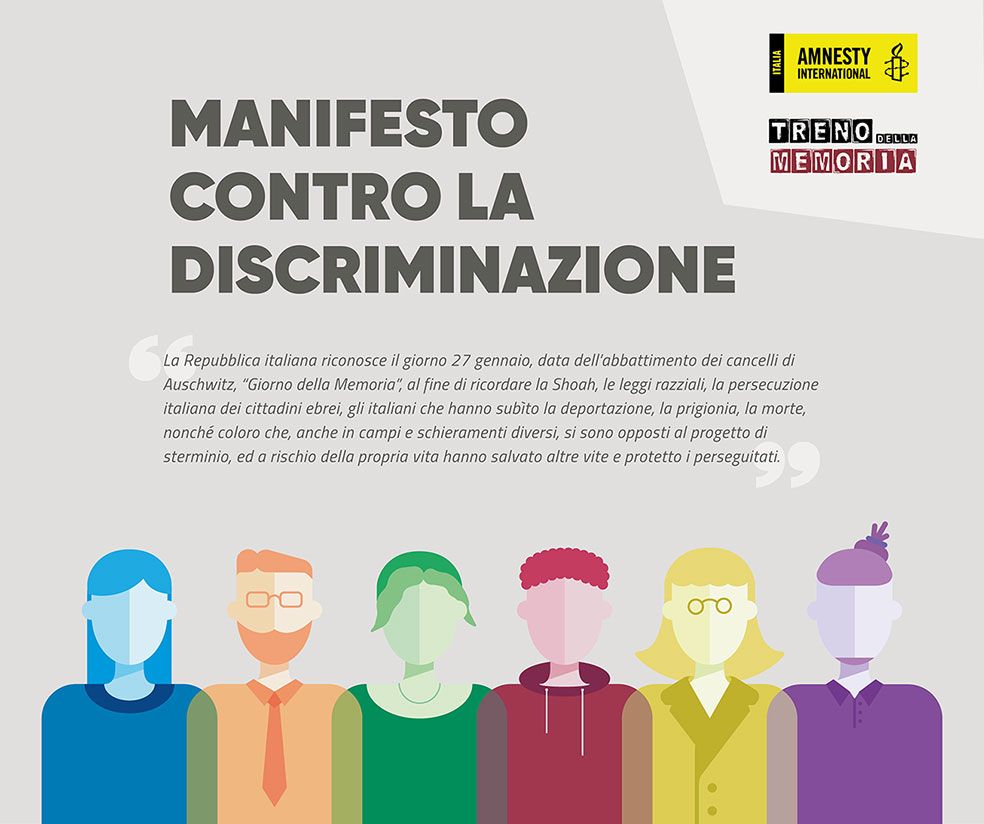 ITALIA
AMNESTY
INTERNATIONAL
TRENO DELLA
MEMORIA
MANIFESTO
CONTRO LA
DISCRIMINAZIONE
“
La Repubblica italiana riconosce il giorno 27 gennaio, data dell’abbattimento dei cancelli di
Auschwitz, “Giorno della Memoria”, al fine di ricordare la Shoah, le leggi razziali, la persecuzione
italiana dei cittadini ebrei, gli italiani che hanno subìto la deportazione, la prigionia, la morte,
nonché coloro che, anche in campi e schieramenti diversi, si sono opposti al progetto di
sterminio, ed a rischio della propria vita hanno salvato altre vite e protetto i perseguitati.
”